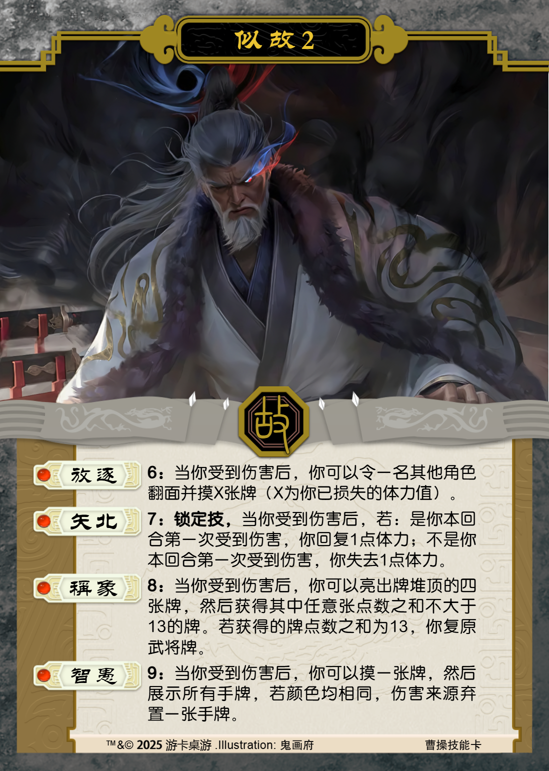 似故2
故
放逐
6：当你受到伤害后，你可以令一名其他角色
翻面并摸X张牌（X为你已损失的体力值）。
矢北
7：锁定技，当你受到伤害后，若：是你本回
合第一次受到伤害，你回复1点体力；不是你
本回合第一次受到伤害，你失去1点体力。
稱象
8：当你受到伤害后，你可以亮出牌堆顶的四
张牌，然后获得其中任意张点数之和不大于
13的牌。若获得的牌点数之和为13，你复原
武将牌。
智愚
9：当你受到伤害后，你可以摸一张牌，然后
展示所有手牌，若颜色均相同，伤害来源弃
置一张手牌。
™&© 2025 游卡桌游 .Illustration: 鬼画府
曹操技能卡